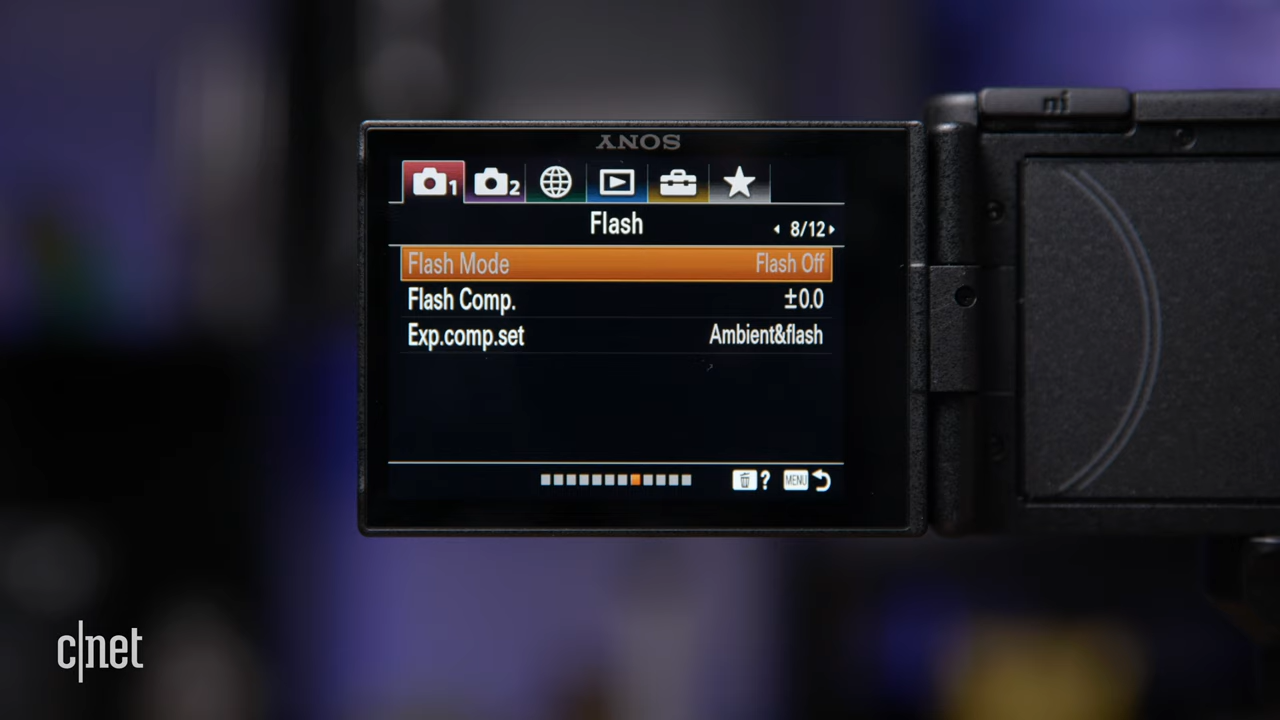 SONY
1 2
Flash
8/12
Flash Mode Flash Off
Flash Comp. ±0.0
Exp.comp.set Ambient&flash
? MENU
c|net